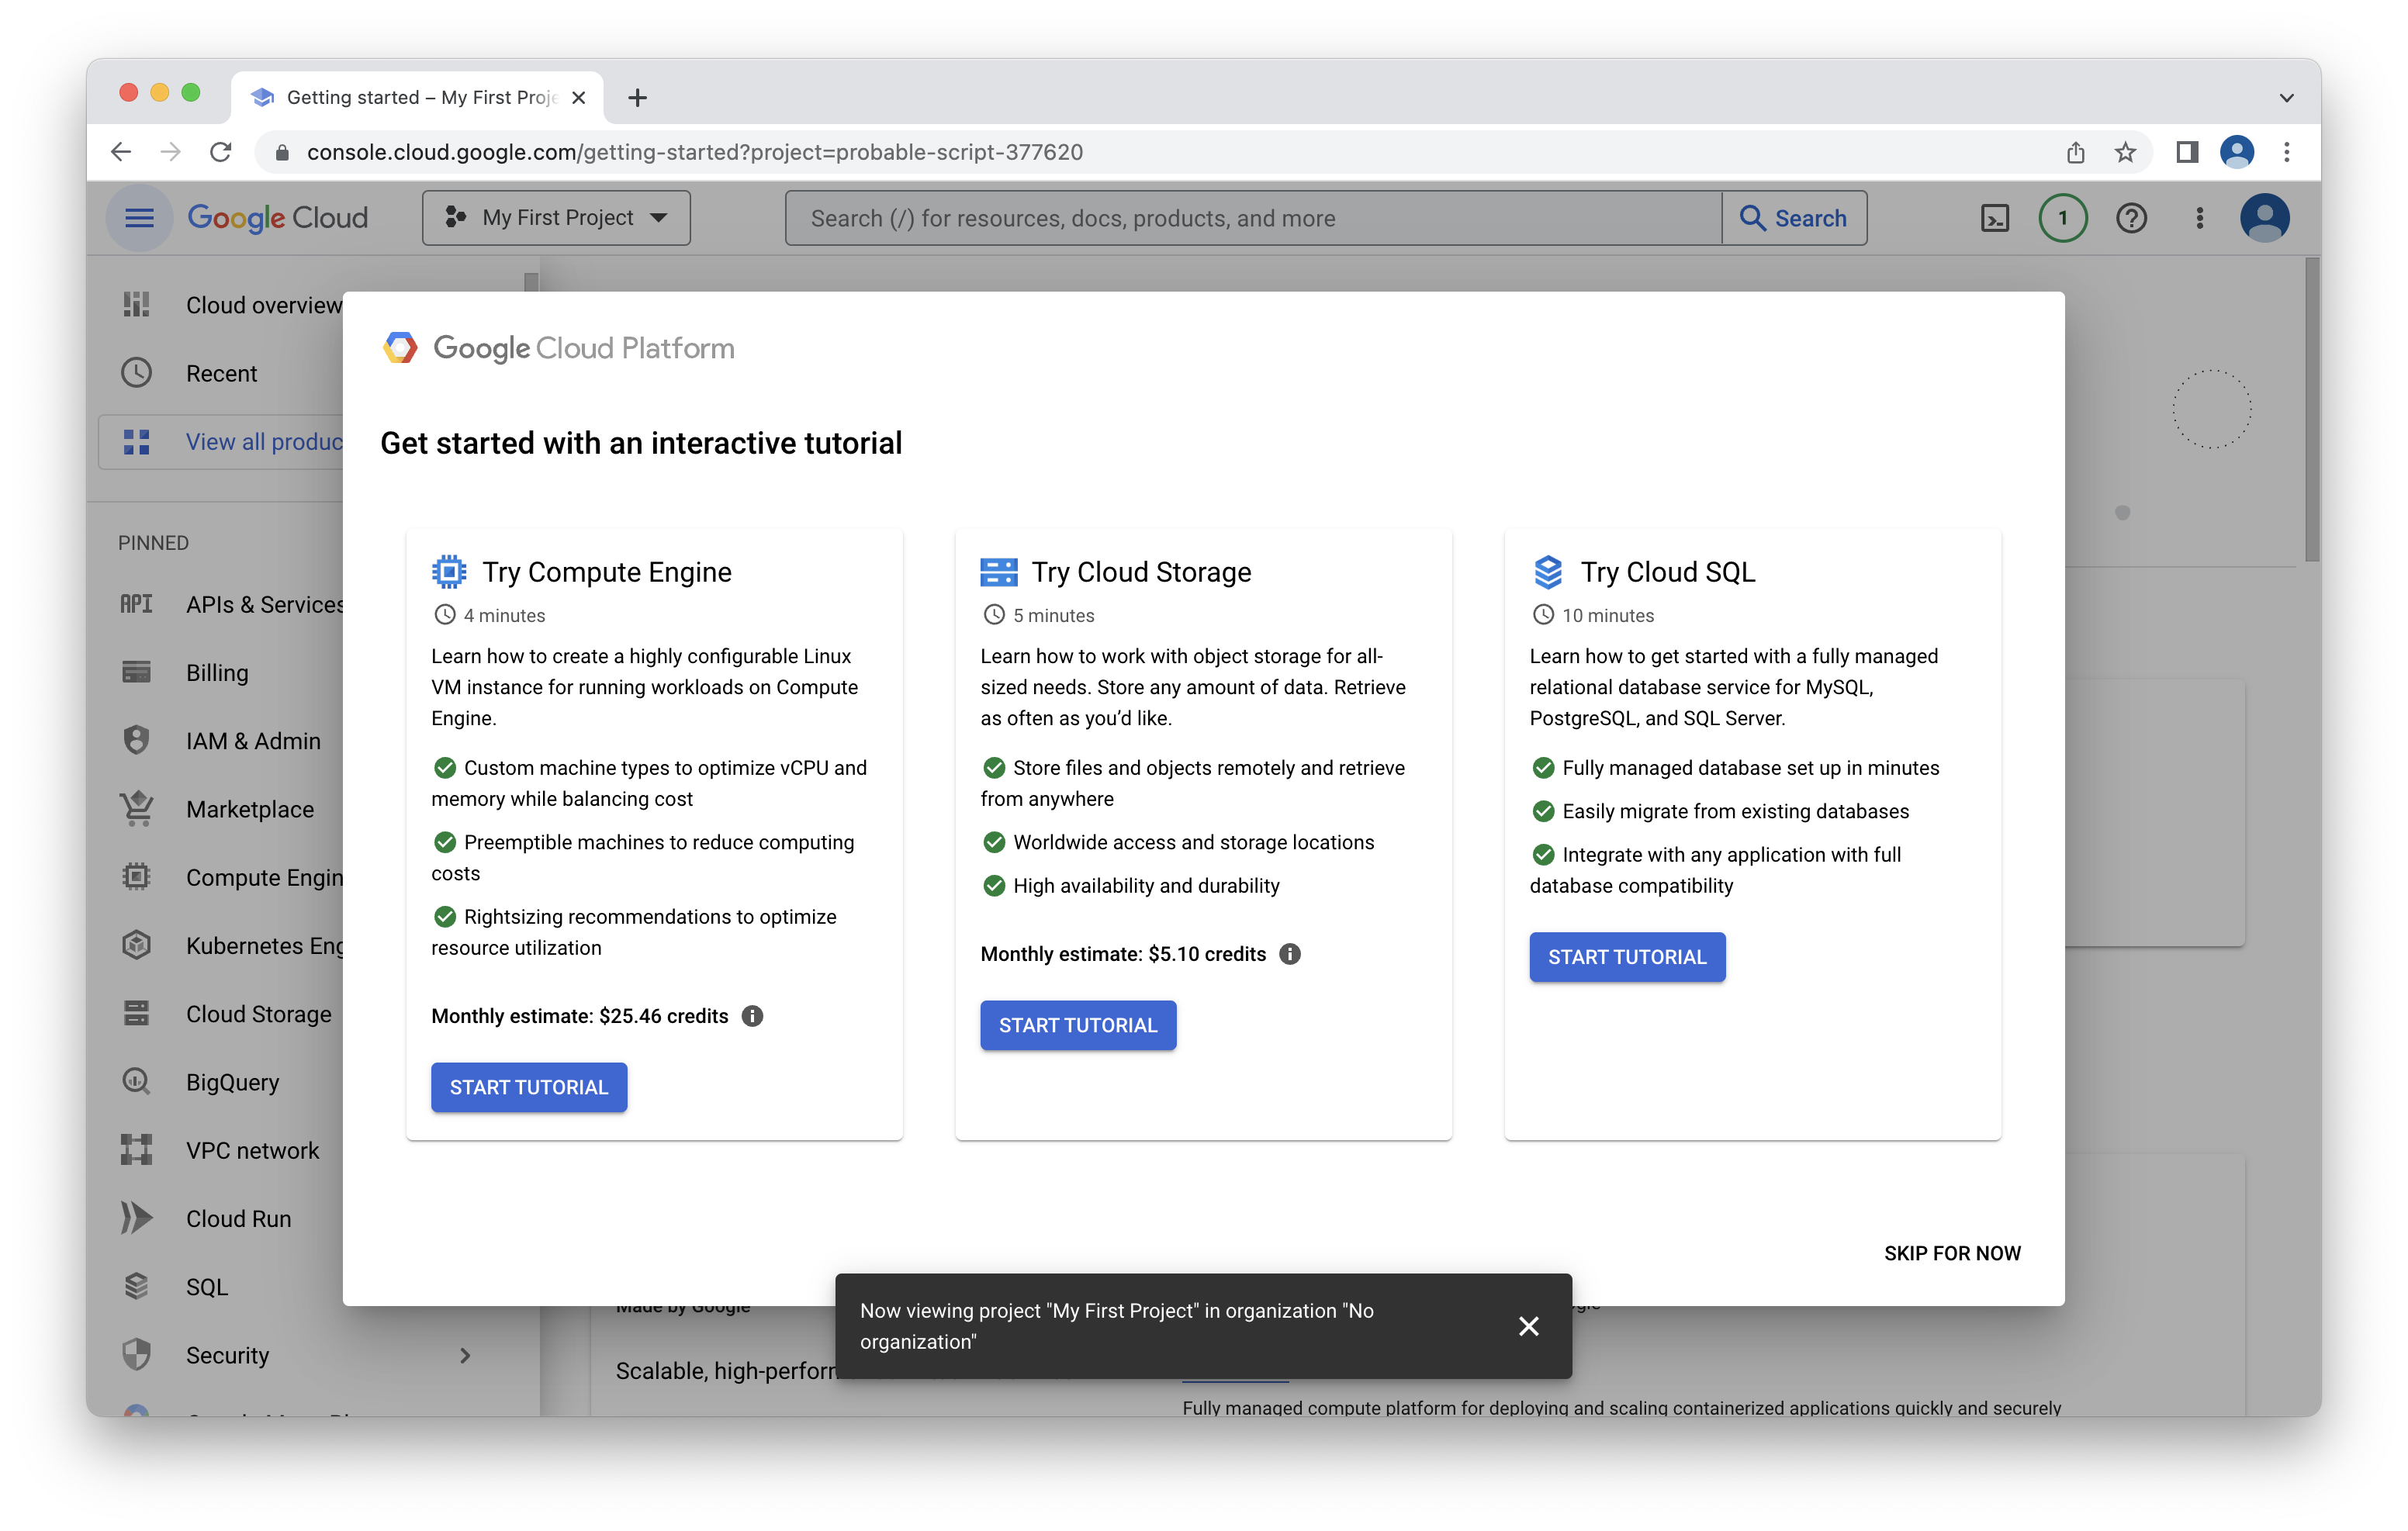 Getting started – My First Proje
console.cloud.google.com/getting-started?project=probable-script-377620
Google Cloud
My First Project
Search (/) for resources, docs, products, and more
Search
1
Cloud overview
Recent
View all produc
PINNED
API APIs & Services
Billing
IAM & Admin
Marketplace
Compute Engin
Kubernetes Eng
Cloud Storage
BigQuery
VPC network
Cloud Run
SQL
Security
Google Cloud Platform
Get started with an interactive tutorial
Try Compute Engine
4 minutes
Learn how to create a highly configurable Linux
VM instance for running workloads on Compute
Engine.
Custom machine types to optimize vCPU and
memory while balancing cost
Preemptible machines to reduce computing
costs
Rightsizing recommendations to optimize
resource utilization
Monthly estimate: $25.46 credits
START TUTORIAL
Try Cloud Storage
5 minutes
Learn how to work with object storage for all-
sized needs. Store any amount of data. Retrieve
as often as you’d like.
Store files and objects remotely and retrieve
from anywhere
Worldwide access and storage locations
High availability and durability
Monthly estimate: $5.10 credits
START TUTORIAL
Try Cloud SQL
10 minutes
Learn how to get started with a fully managed
relational database service for MySQL,
PostgreSQL, and SQL Server.
Fully managed database set up in minutes
Easily migrate from existing databases
Integrate with any application with full
database compatibility
START TUTORIAL
SKIP FOR NOW
Made by Google
Now viewing project "My First Project" in organization "No
organization"
Scalable, high-perforn
Fully managed compute platform for deploying and scaling containerized applications quickly and securely